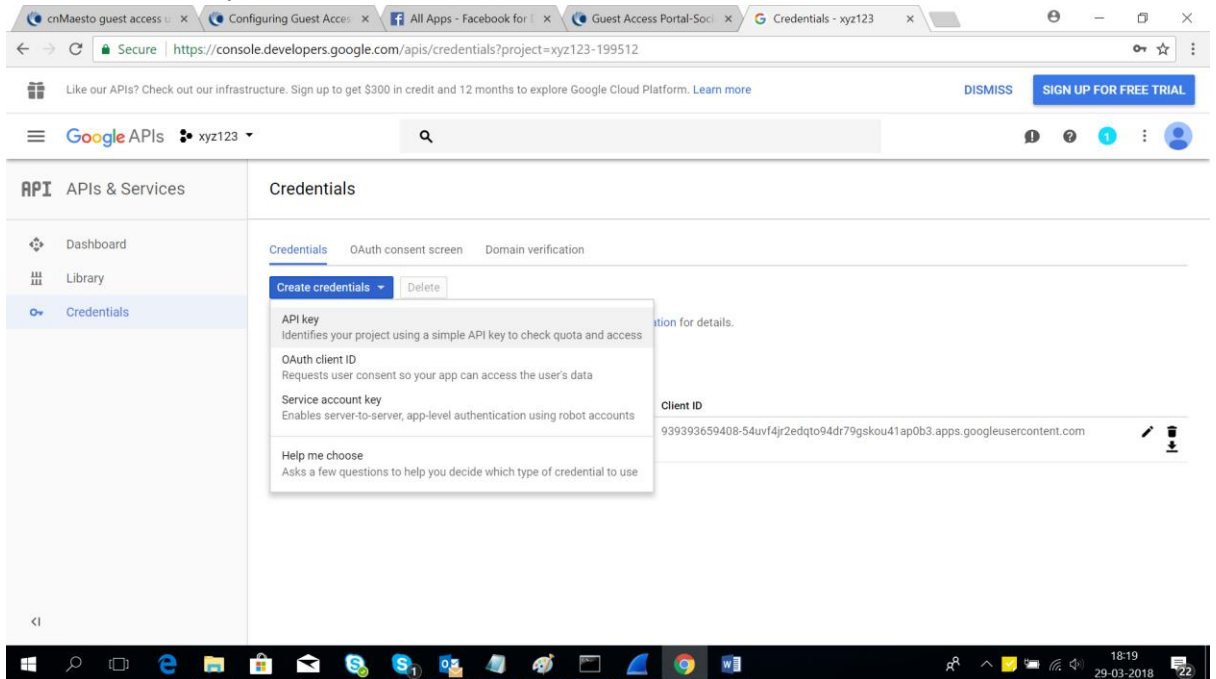 cnMaesto guest access u
Configuring Guest Acces
All Apps - Facebook for
Guest Access Portal-Soci
Credentials - xyz123
Secure
https://console.developers.google.com/apis/credentials?project=xyz123-199512
Like our APIs? Check out our infrastructure. Sign up to get $300 in credit and 12 months to explore Google Cloud Platform. Learn more
DISMISS
SIGN UP FOR FREE TRIAL
Google APIs
xyz123
1
API APIs & Services
Credentials
Dashboard
Library
Credentials
Credentials
OAuth consent screen
Domain verification
Create credentials
Delete
API key
Identifies your project using a simple API key to check quota and access
for details.
OAuth client ID
Requests user consent so your app can access the user's data
Service account key
Enables server-to-server, app-level authentication using robot accounts
Help me choose
Asks a few questions to help you decide which type of credential to use
Client ID
939393659408-54uvf4jr2edqto94dr79gskou41ap0b3.apps.googleusercontent.com
18:19
29-03-2018
22